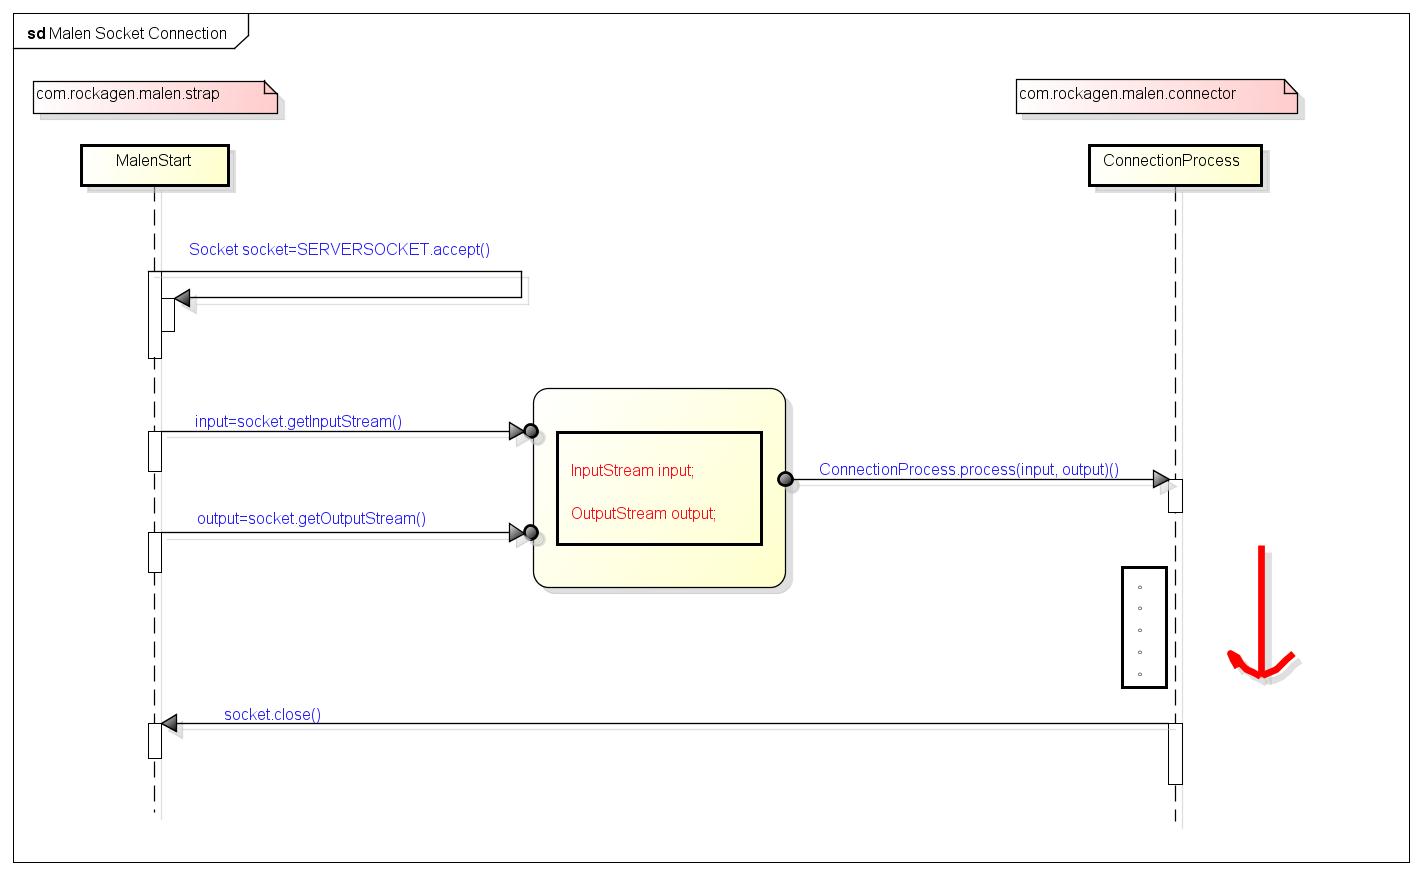 sd Malen Socket Connection
com.rockagen.malen.strap
com.rockagen.malen.connector
MalenStart
ConnectionProcess
Socket socket=SERVERSOCKET.accept()
input=socket.getInputStream()
InputStream input;
ConnectionProcess.process(input, output)()
output=socket.getOutputStream()
OutputStream output;
socket.close()